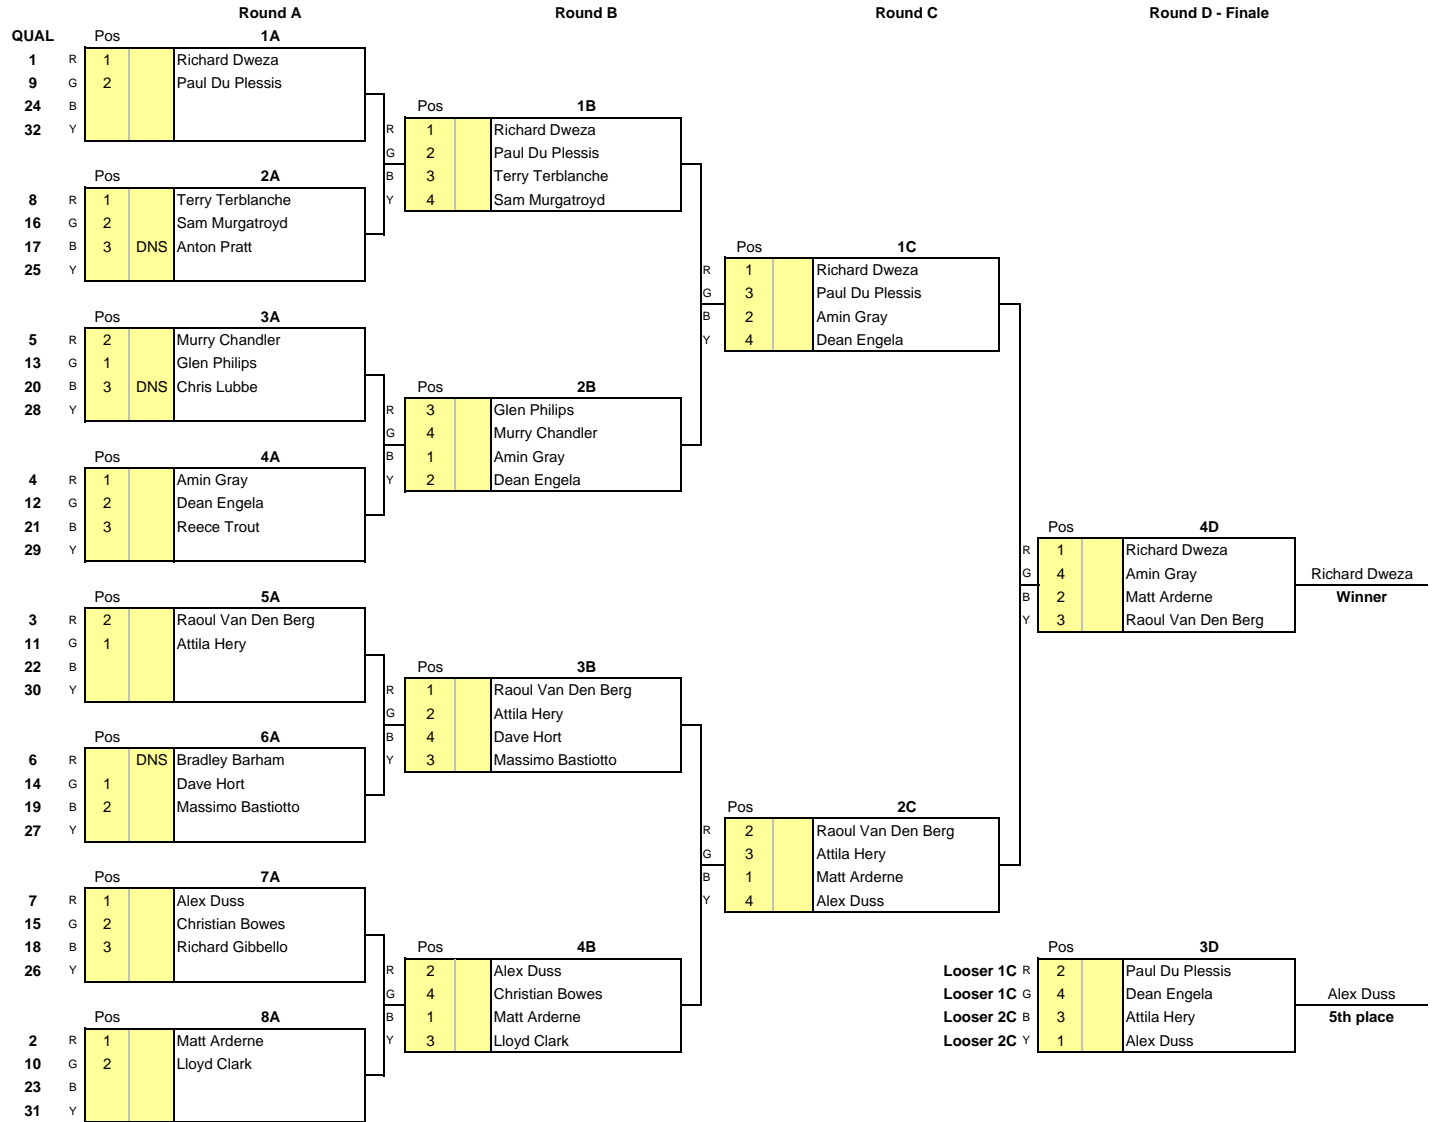 Round A Round B Round C Round D - Finale
QUAL Pos 1A
1 R 1 Richard Dweza
9 G 2 Paul Du Plessis
24 B
32 Y
Pos 2A
8 R 1 Terry Terblanche
16 G 2 Sam Murgatroyd
17 B 3 DNS Anton Pratt
25 Y
Pos 3A
5 R 2 Murry Chandler
13 G 1 Glen Philips
20 B 3 DNS Chris Lubbe
28 Y
Pos 4A
4 R 1 Amin Gray
12 G 2 Dean Engela
21 B 3 Reece Trout
29 Y
Pos 5A
3 R 2 Raoul Van Den Berg
11 G 1 Attila Hery
22 B
30 Y
Pos 6A
6 R DNS Bradley Barham
14 G 1 Dave Hort
19 B 2 Massimo Bastiotto
27 Y
Pos 7A
7 R 1 Alex Duss
15 G 2 Christian Bowes
18 B 3 Richard Gibbello
26 Y
Pos 8A
2 R 1 Matt Arderne
10 G 2 Lloyd Clark
23 B
31 Y
Pos 1B
R 1 Richard Dweza
G 2 Paul Du Plessis
B 3 Terry Terblanche
Y 4 Sam Murgatroyd
Pos 2B
R 3 Glen Philips
G 4 Murry Chandler
B 1 Amin Gray
Y 2 Dean Engela
Pos 3B
R 1 Raoul Van Den Berg
G 2 Attila Hery
B 4 Dave Hort
Y 3 Massimo Bastiotto
Pos 4B
R 2 Alex Duss
G 4 Christian Bowes
B 1 Matt Arderne
Y 3 Lloyd Clark
Pos 1C
R 1 Richard Dweza
G 3 Paul Du Plessis
B 2 Amin Gray
Y 4 Dean Engela
Pos 2C
R 2 Raoul Van Den Berg
G 3 Attila Hery
B 1 Matt Arderne
Y 4 Alex Duss
Pos 4D
R 1 Richard Dweza
G 4 Amin Gray
B 2 Matt Arderne
Y 3 Raoul Van Den Berg
Richard Dweza
Winner
Pos 3D
Looser 1C R 2 Paul Du Plessis
Looser 1C G 4 Dean Engela
Looser 2C B 3 Attila Hery
Looser 2C Y 1 Alex Duss
Alex Duss
5th place